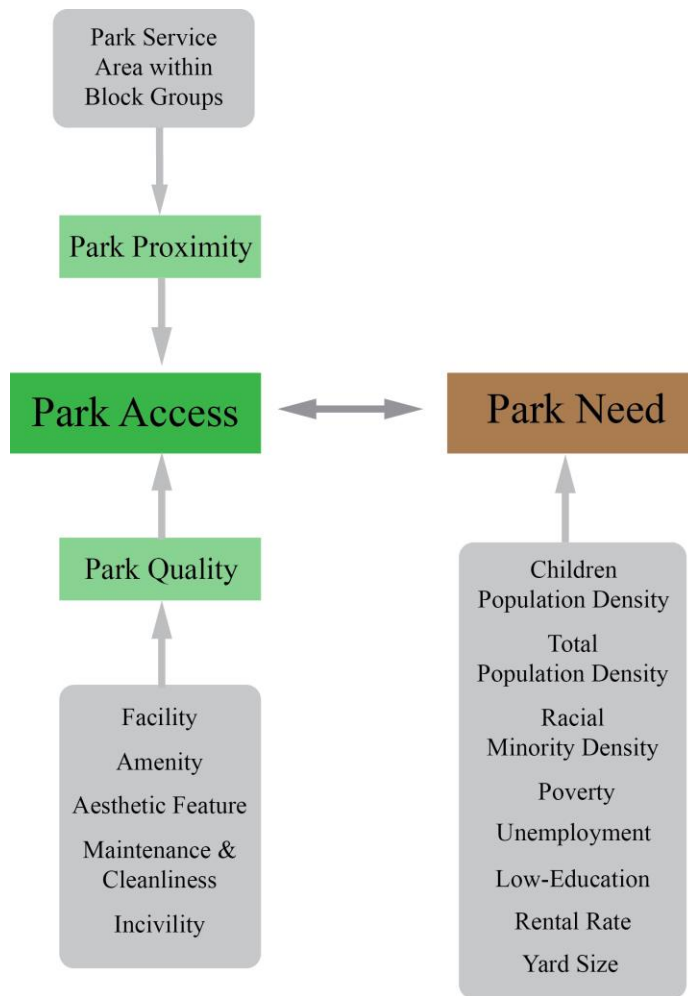 Park Service
Area within
Block Groups
Park Proximity
Park Access
Park Need
Park Quality
Facility
Amenity
Aesthetic Feature
Maintenance &
Cleanliness
Incivility
Children
Population Density
Total
Population Density
Racial
Minority Density
Poverty
Unemployment
Low-Education
Rental Rate
Yard Size